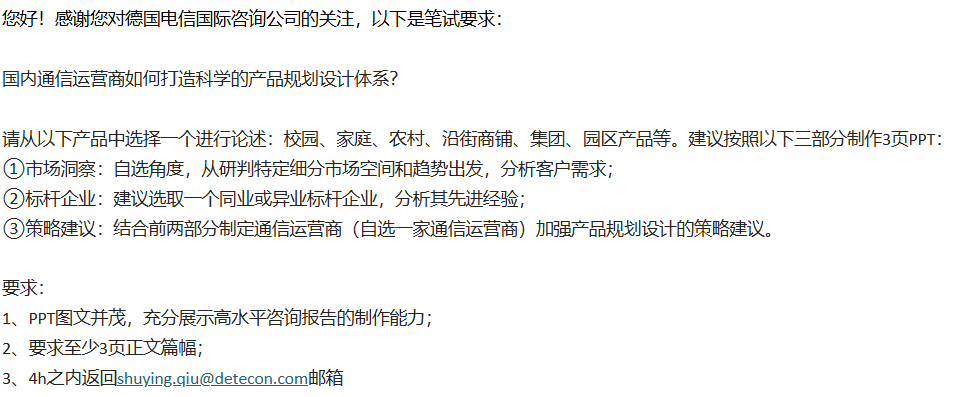 您好！感谢您对德国电信国际咨询公司的关注，以下是笔试要求：
国内通信运营商如何打造科学的产品规划设计体系？
请从以下产品中选择一个进行论述：校园、家庭、农村、沿街商铺、集团、园区产品等。建议按照以下三部分制作3页PPT：
①市场洞察：自选角度，从研判特定细分市场空间和趋势出发，分析客户需求；
②标杆企业：建议选取一个同业或异业标杆企业，分析其先进经验；
③策略建议：结合前两部分制定通信运营商（自选一家通信运营商）加强产品规划设计的策略建议。
要求：
1、PPT图文并茂，充分展示高水平咨询报告的制作能力；
2、要求至少3页正文篇幅；
3、4h之内返回shuying.qiu@detecon.com邮箱